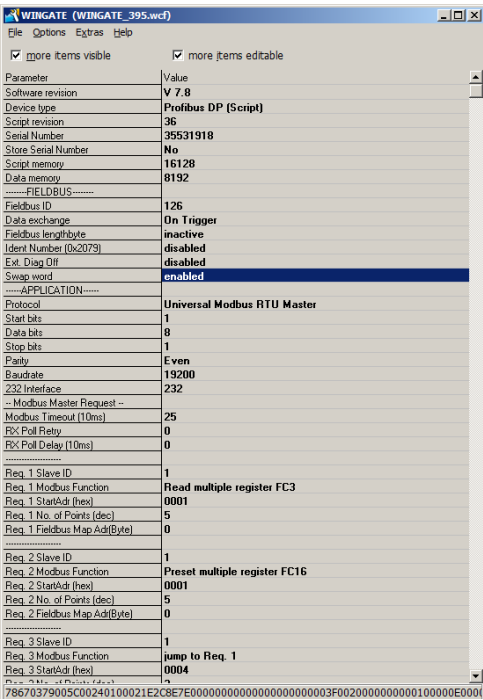 WINGATE (WINGATE_395.wcf)
File Options Extras Help
more items visible more items editable
Parameter Value
Software revision V 7.8
Device type Profibus DP (Script)
Script revision 36
Serial Number 35531918
Store Serial Number No
Script memory 16128
Data memory 8192
--------FIELDBUS--------
Fieldbus ID 126
Data exchange On Trigger
Fieldbus lengthbyte inactive
Ident Number (0x2079) disabled
Ext. Diag Off disabled
Swap word enabled
------APPLICATION------
Protocol Universal Modbus RTU Master
Start bits 1
Data bits 8
Stop bits 1
Parity Even
Baudrate 19200
232 Interface 232
-- Modbus Master Request --
Modbus Timeout (10ms) 25
RX Poll Retry 0
RX Poll Delay (10ms) 0
---------------------
Req. 1 Slave ID 1
Req. 1 Modbus Function Read multiple register FC3
Req. 1 StartAdr (hex) 0001
Req. 1 No. of Points (dec) 5
Req. 1 Fieldbus Map Adr(Byte) 0
---------------------
Req. 2 Slave ID 1
Req. 2 Modbus Function Preset multiple register FC16
Req. 2 StartAdr (hex) 0001
Req. 2 No. of Points (dec) 5
Req. 2 Fieldbus Map Adr(Byte) 0
---------------------
Req. 3 Slave ID 1
Req. 3 Modbus Function jump to Req. 1
Req. 3 StartAdr (hex) 0004